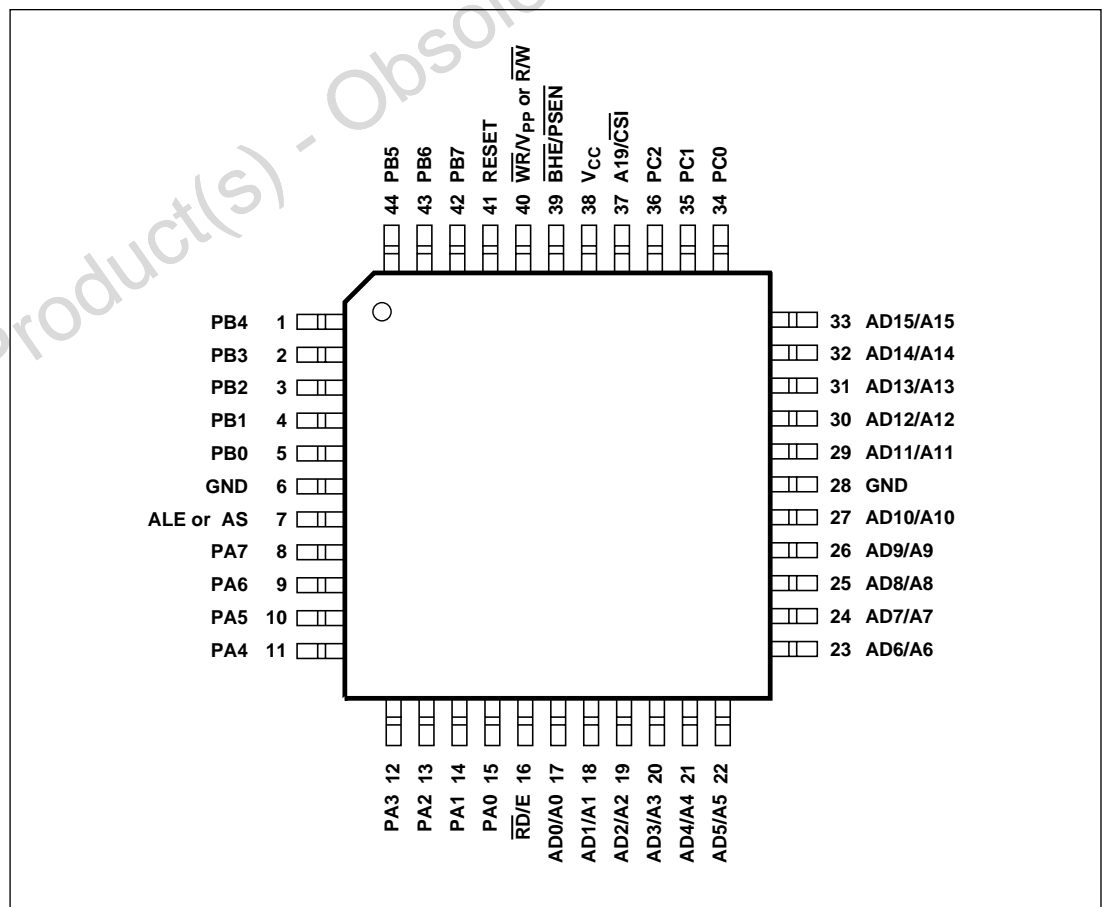 Product(s) - Obsol
44 PB5
43 PB6
42 PB7
41 RESET
40 WR/VPP or R/W
39 BHE/PSEN
38 VCC
37 A19/CSI
36 PC2
35 PC1
34 PC0
PB4 1
PB3 2
PB2 3
PB1 4
PB0 5
GND 6
ALE or AS 7
PA7 8
PA6 9
PA5 10
PA4 11
33 AD15/A15
32 AD14/A14
31 AD13/A13
30 AD12/A12
29 AD11/A11
28 GND
27 AD10/A10
26 AD9/A9
25 AD8/A8
24 AD7/A7
23 AD6/A6
PA3 12
PA2 13
PA1 14
PA0 15
RD/E 16
AD0/A0 17
AD1/A1 18
AD2/A2 19
AD3/A3 20
AD4/A4 21
AD5/A5 22